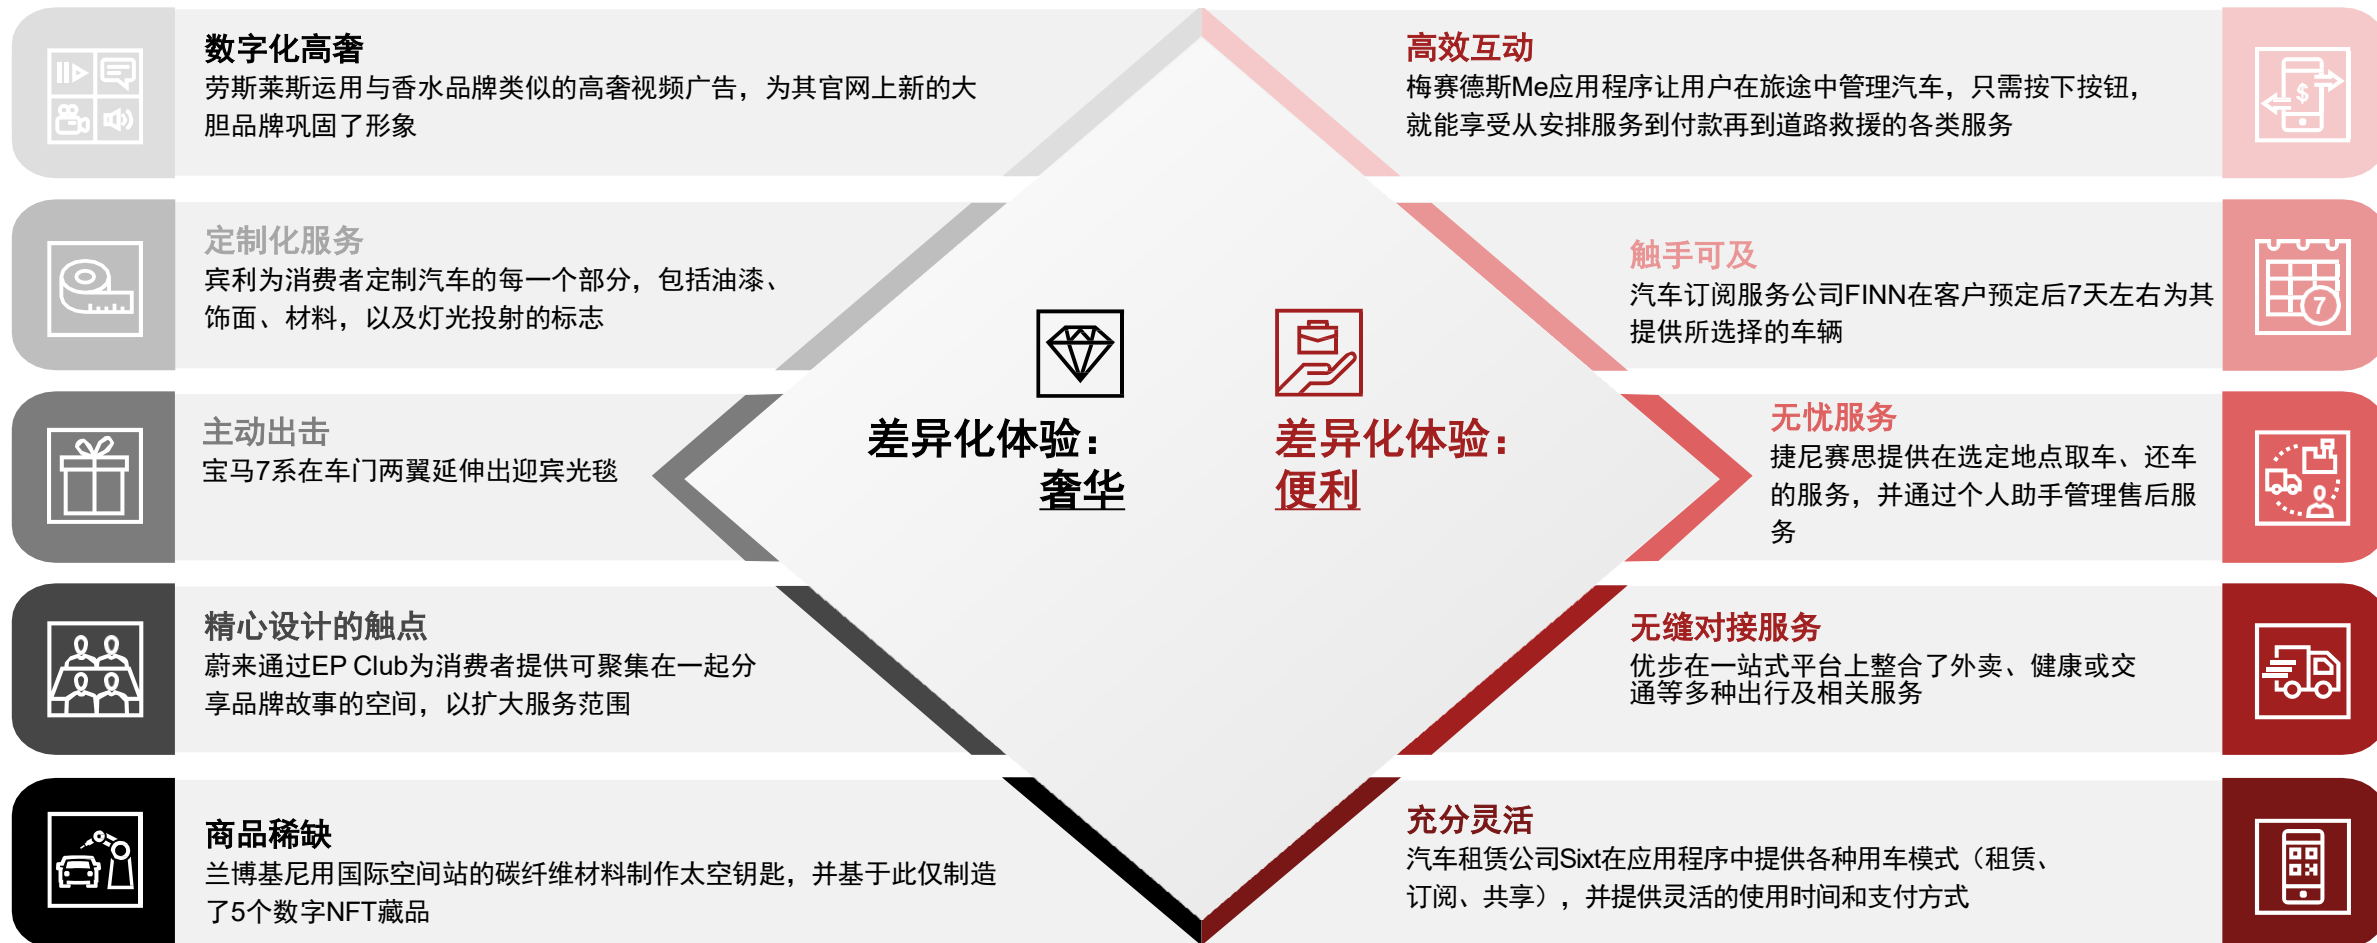 数字化高奢
劳斯莱斯运用与香水品牌类似的高奢视频广告，为其官网上新的大
胆品牌巩固了形象
定制化服务
宾利为消费者定制汽车的每一个部分，包括油漆、
饰面、材料，以及灯光投射的标志
主动出击
宝马7系在车门两翼延伸出迎宾光毯
精心设计的触点
蔚来通过EP Club为消费者提供可聚集在一起分
享品牌故事的空间，以扩大服务范围
商品稀缺
兰博基尼用国际空间站的碳纤维材料制作太空钥匙，并基于此仅制造
了5个数字NFT藏品
差异化体验：
奢华
差异化体验：
便利
高效互动
梅赛德斯Me应用程序让用户在旅途中管理汽车，只需按下按钮，
就能享受从安排服务到付款再到道路救援的各类服务
$
触手可及
汽车订阅服务公司FINN在客户预定后7天左右为其
提供所选择的车辆
7
无忧服务
捷尼赛思提供在选定地点取车、还车
的服务，并通过个人助手管理售后服
务
无缝对接服务
优步在一站式平台上整合了外卖、健康或交
通等多种出行及相关服务
充分灵活
汽车租赁公司Sixt在应用程序中提供各种用车模式（租赁、
订阅、共享），并提供灵活的使用时间和支付方式